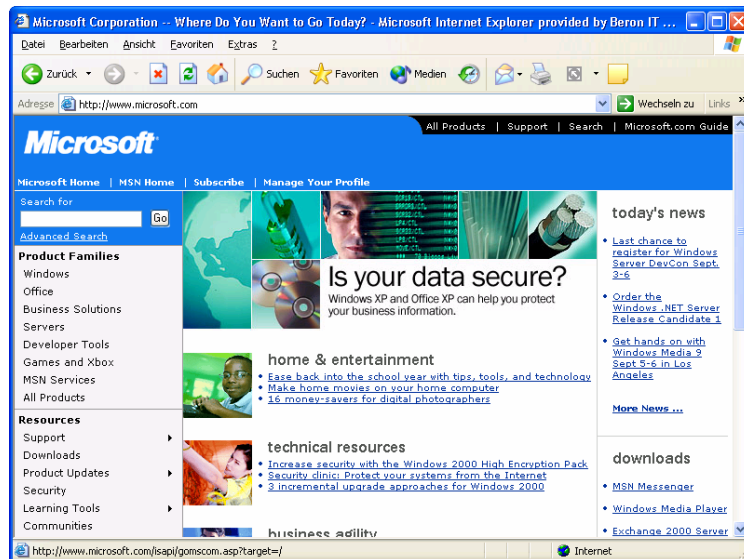 Microsoft Corporation -- Where Do You Want to Go Today? - Microsoft Internet Explorer provided by Beron IT ...
Datei Bearbeiten Ansicht Favoriten Extras ?
Zurück Suchen Favoriten Medien
Adresse http://www.microsoft.com Wechseln zu Links »
All Products | Support | Search | Microsoft.com Guide
Microsoft
Microsoft Home | MSN Home | Subscribe | Manage Your Profile
Search for
Go
Advanced Search
Product Families
Windows
Office
Business Solutions
Servers
Developer Tools
Games and Xbox
MSN Services
All Products
Resources
Support
Downloads
Product Updates
Security
Learning Tools
Communities
Is your data secure?
Windows XP and Office XP can help you protect
your business information.
home & entertainment
• Ease back into the school year with tips, tools, and technology
• Make home movies on your home computer
• 16 money-savers for digital photographers
technical resources
• Increase security with the Windows 2000 High Encryption Pack
• Security clinic: Protect your systems from the Internet
• 3 incremental upgrade approaches for Windows 2000
business agility
today's news
• Last chance to
register for Windows
Server DevCon Sept.
3-6
• Order the
Windows .NET Server
Release Candidate 1
• Get hands on with
Windows Media 9
Sept 5-6 in Los
Angeles
More News ...
downloads
• MSN Messenger
• Windows Media Player
• Exchange 2000 Server
http://www.microsoft.com/isapi/gomscom.asp?target=/ Internet